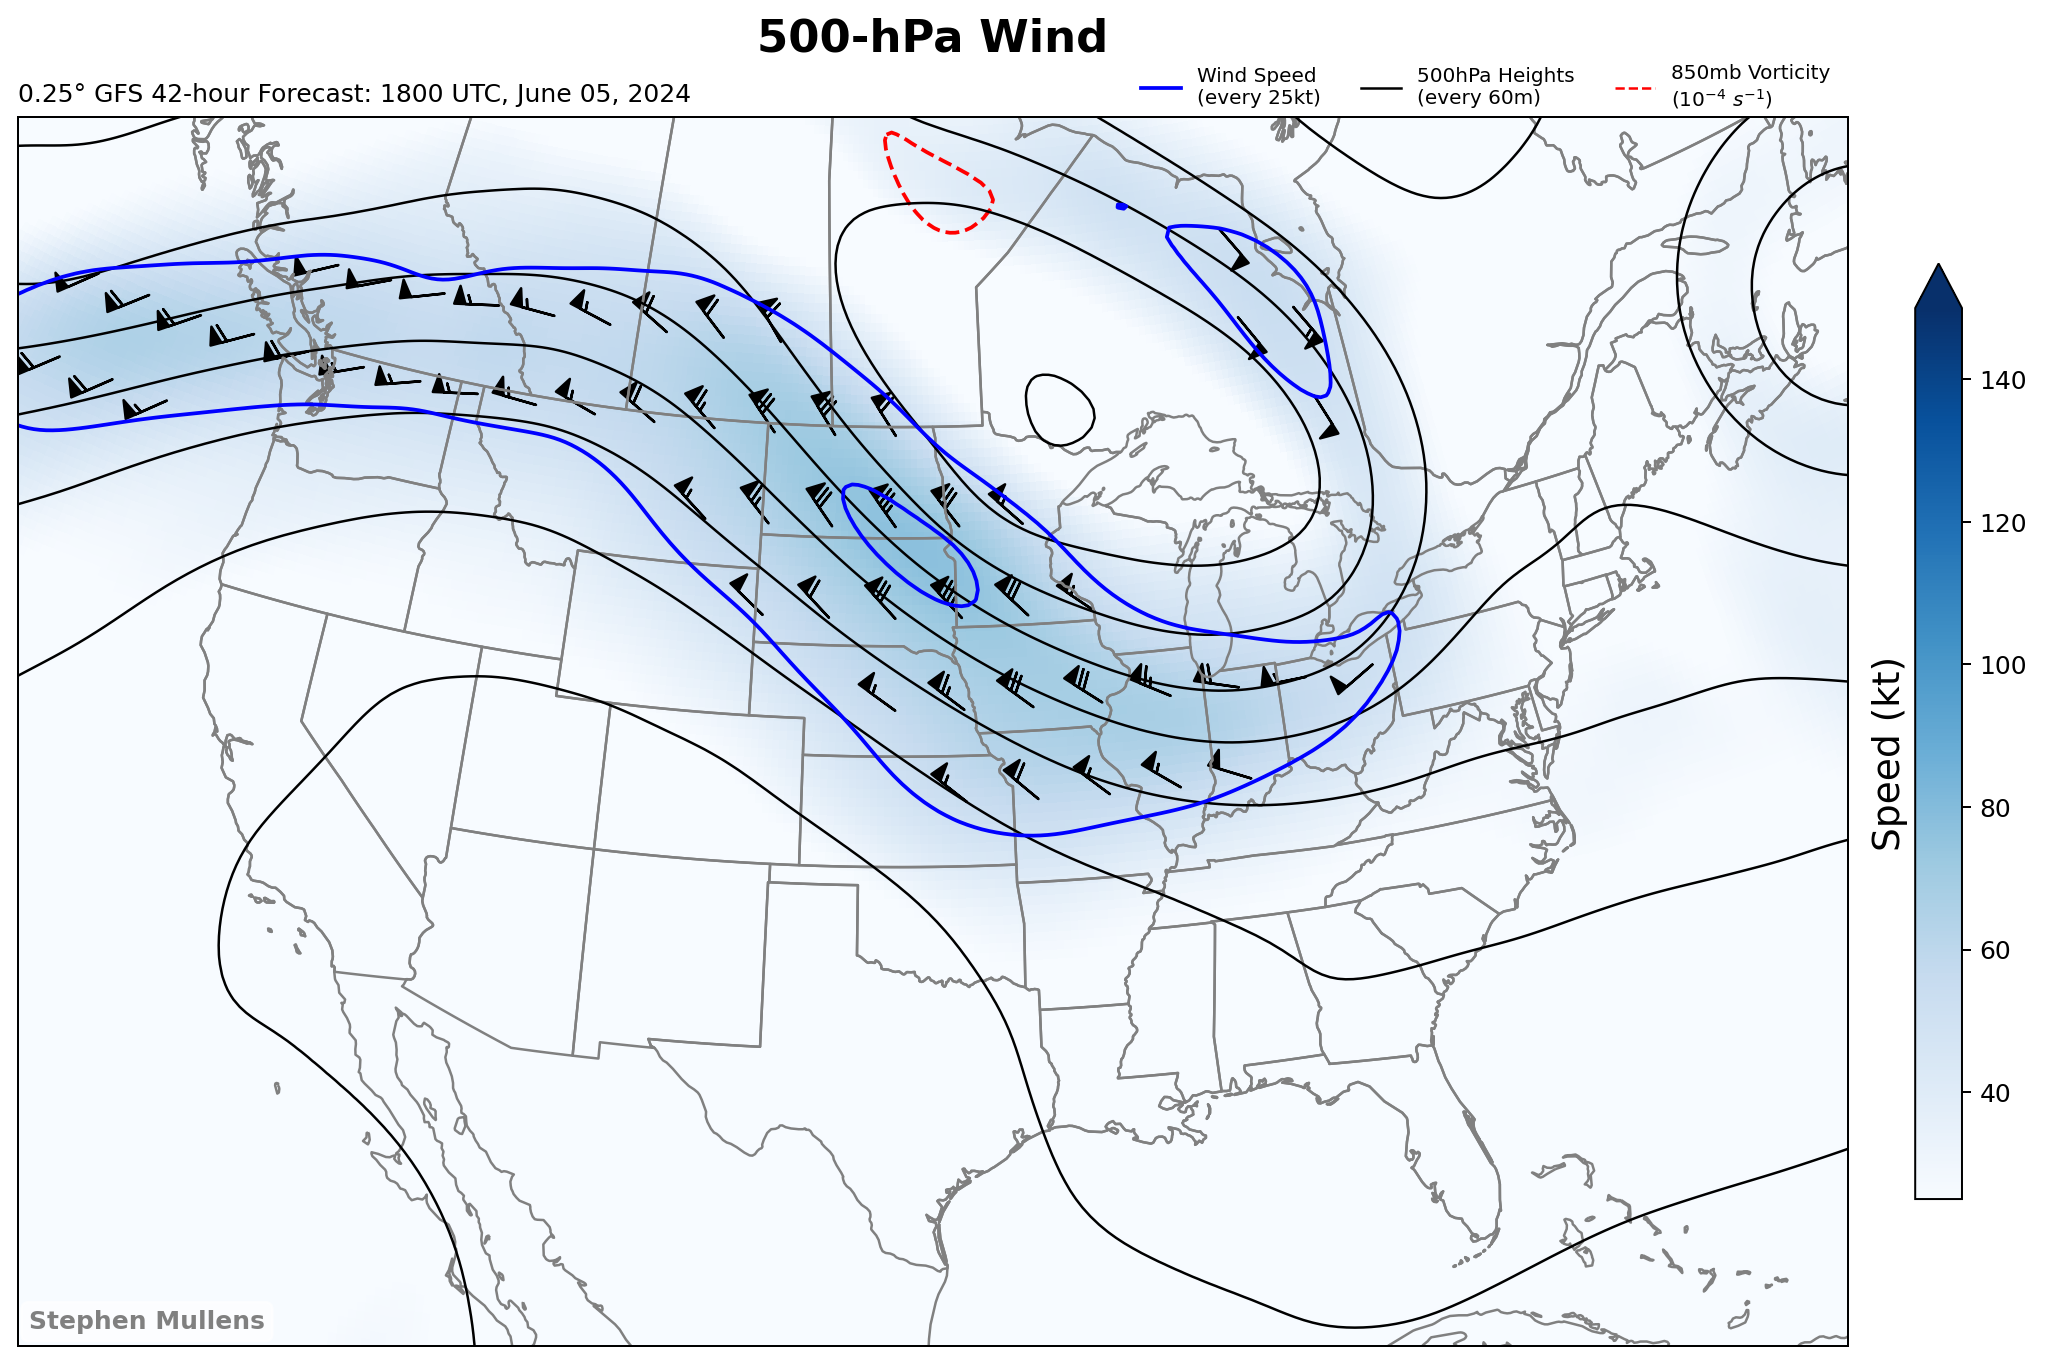 500-hPa Wind
0.25° GFS 42-hour Forecast: 1800 UTC, June 05, 2024
Wind Speed
(every 25kt)
500hPa Heights
(every 60m)
850mb Vorticity
(10⁻⁴ s⁻¹)
140
120
100
80
60
40
Speed (kt)
Stephen Mullens